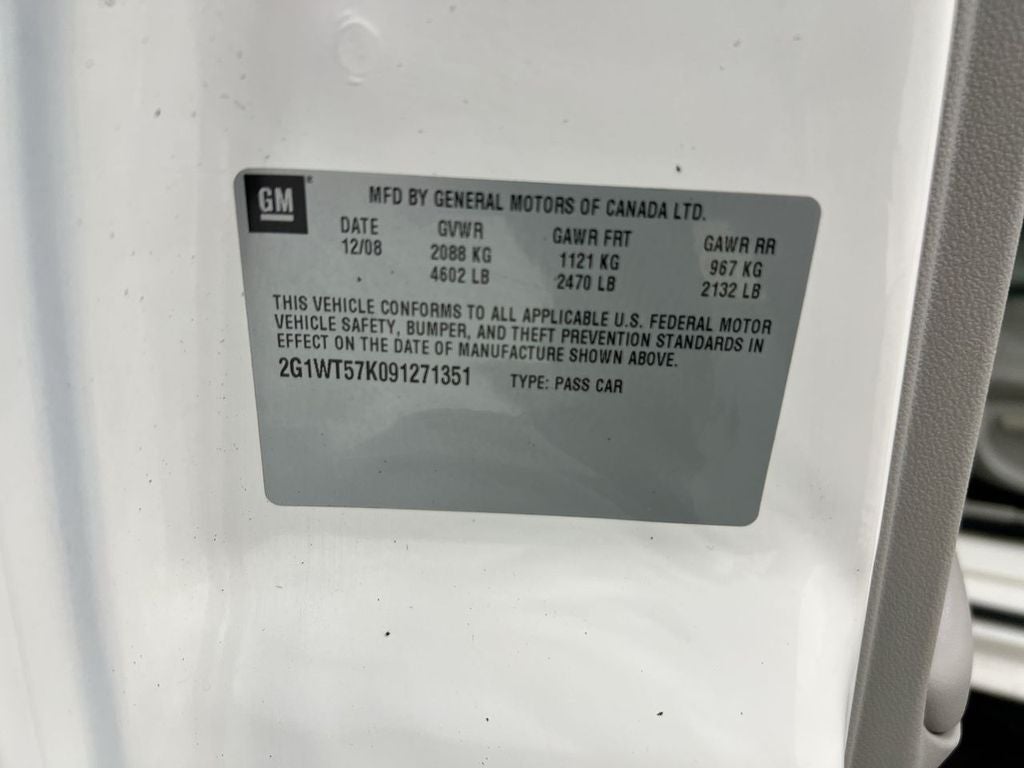 GM® MFD BY GENERAL MOTORS OF CANADA LTD.
DATE GVWR GAWR FRT GAWR RR
12/08 2088 KG 1121 KG 967 KG
4602 LB 2470 LB 2132 LB
THIS VEHICLE CONFORMS TO ALL APPLICABLE U.S. FEDERAL MOTOR
VEHICLE SAFETY, BUMPER, AND THEFT PREVENTION STANDARDS IN
EFFECT ON THE DATE OF MANUFACTURE SHOWN ABOVE.
2G1WT57K091271351 TYPE: PASS CAR